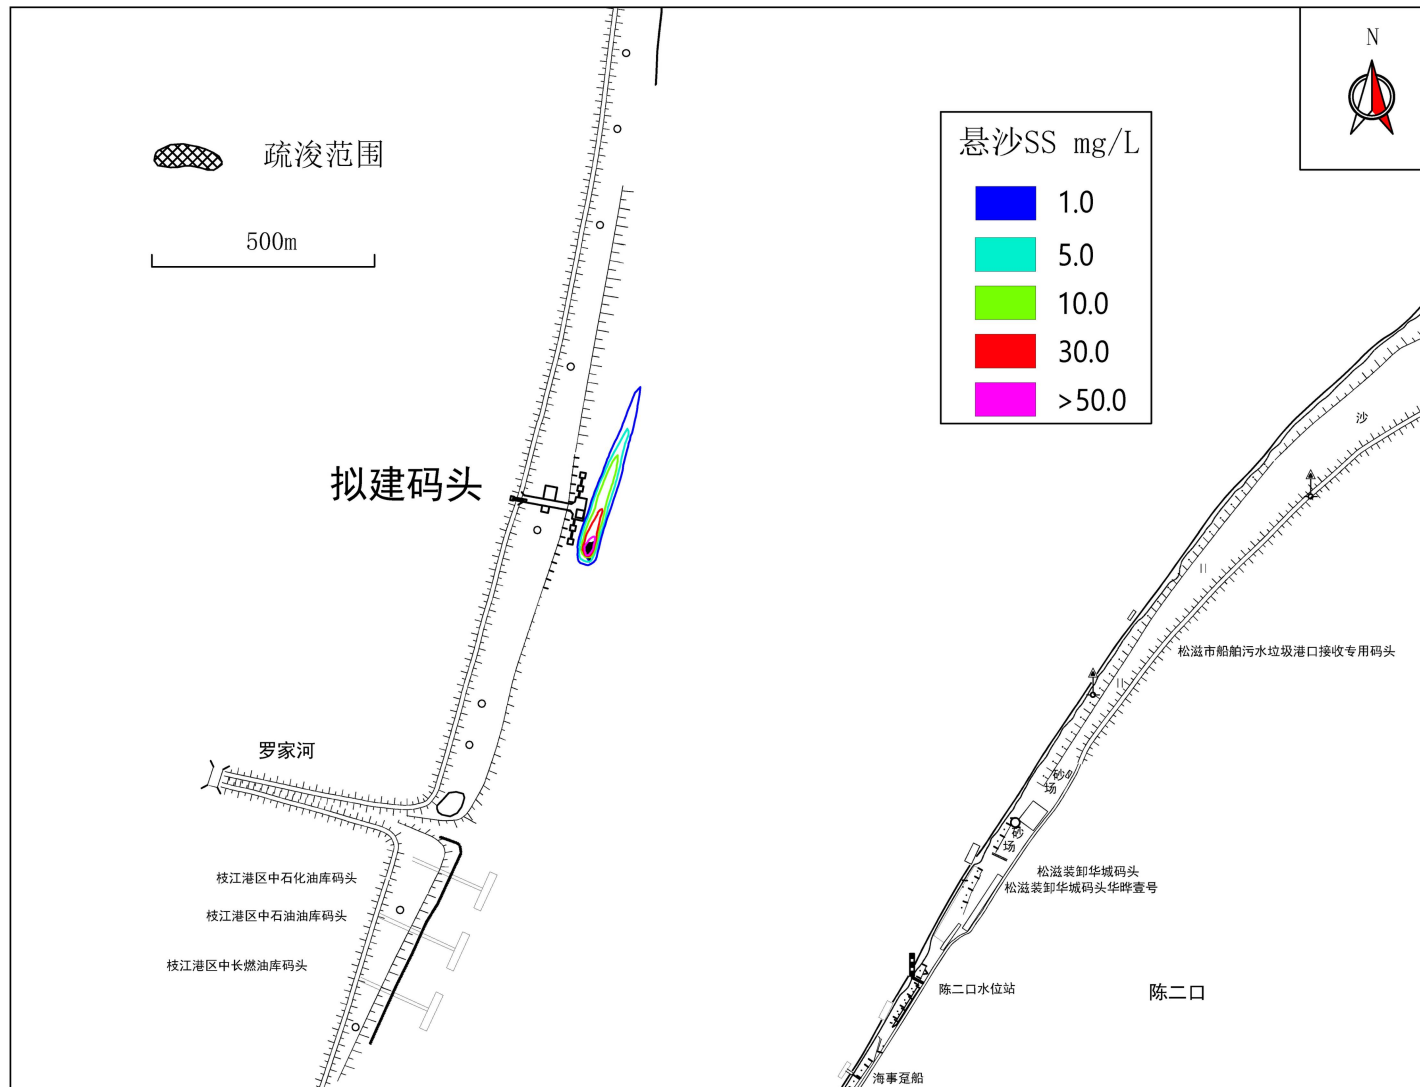 N
疏浚范围
500m
悬沙SS mg/L
1.0
5.0
10.0
30.0
>50.0
沙
拟建码头
松滋市船舶污水垃圾港口接收专用码头
罗家河
砂
场
砂
场
枝江港区中石化油库码头
松滋装卸华城码头
松滋装卸华城码头华晔壹号
枝江港区中石油油库码头
枝江港区中长燃油库码头
陈二口水位站
陈二口
海事趸船